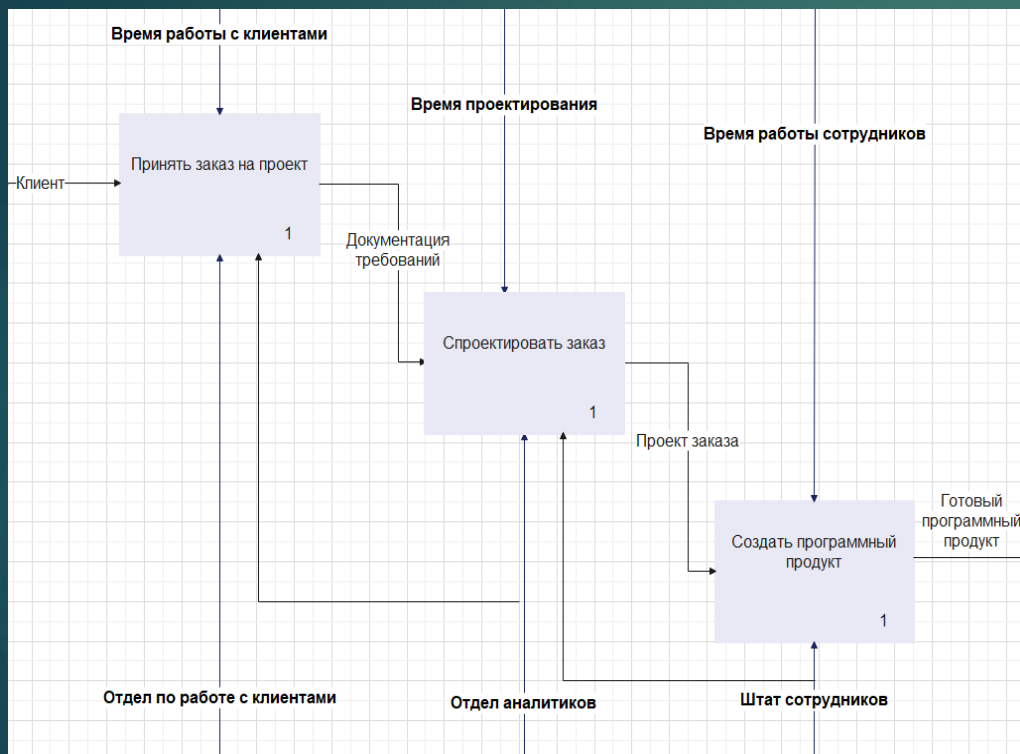 Время работы с клиентами
Время проектирования
Время работы сотрудников
Принять заказ на проект
Клиент
1
Документация
требований
Спроектировать заказ
1
Проект заказа
Готовый
программный
продукт
Создать программный
продукт
1
Отдел по работе с клиентами
Отдел аналитиков
Штат сотрудников